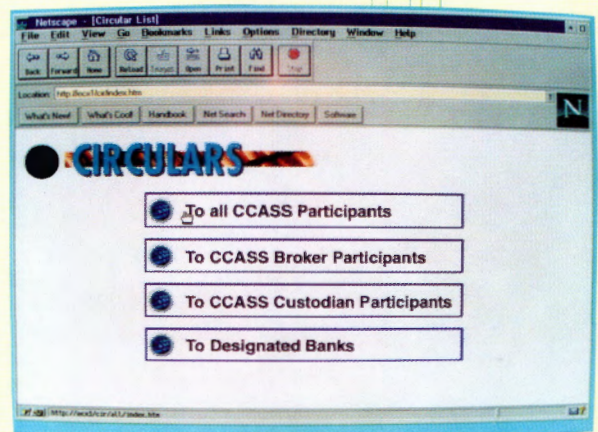 Netscape - [Circular List]
File Edit View Go Bookmarks Links Options Directory Window Help
Back Forward Home Reload Images Open Print Find Stop
Location:
What's New! What's Cool! Handbook Net Search Net Directory Software
N
CIRCULARS
To all CCASS Participants
To CCASS Broker Participants
To CCASS Custodian Participants
To Designated Banks